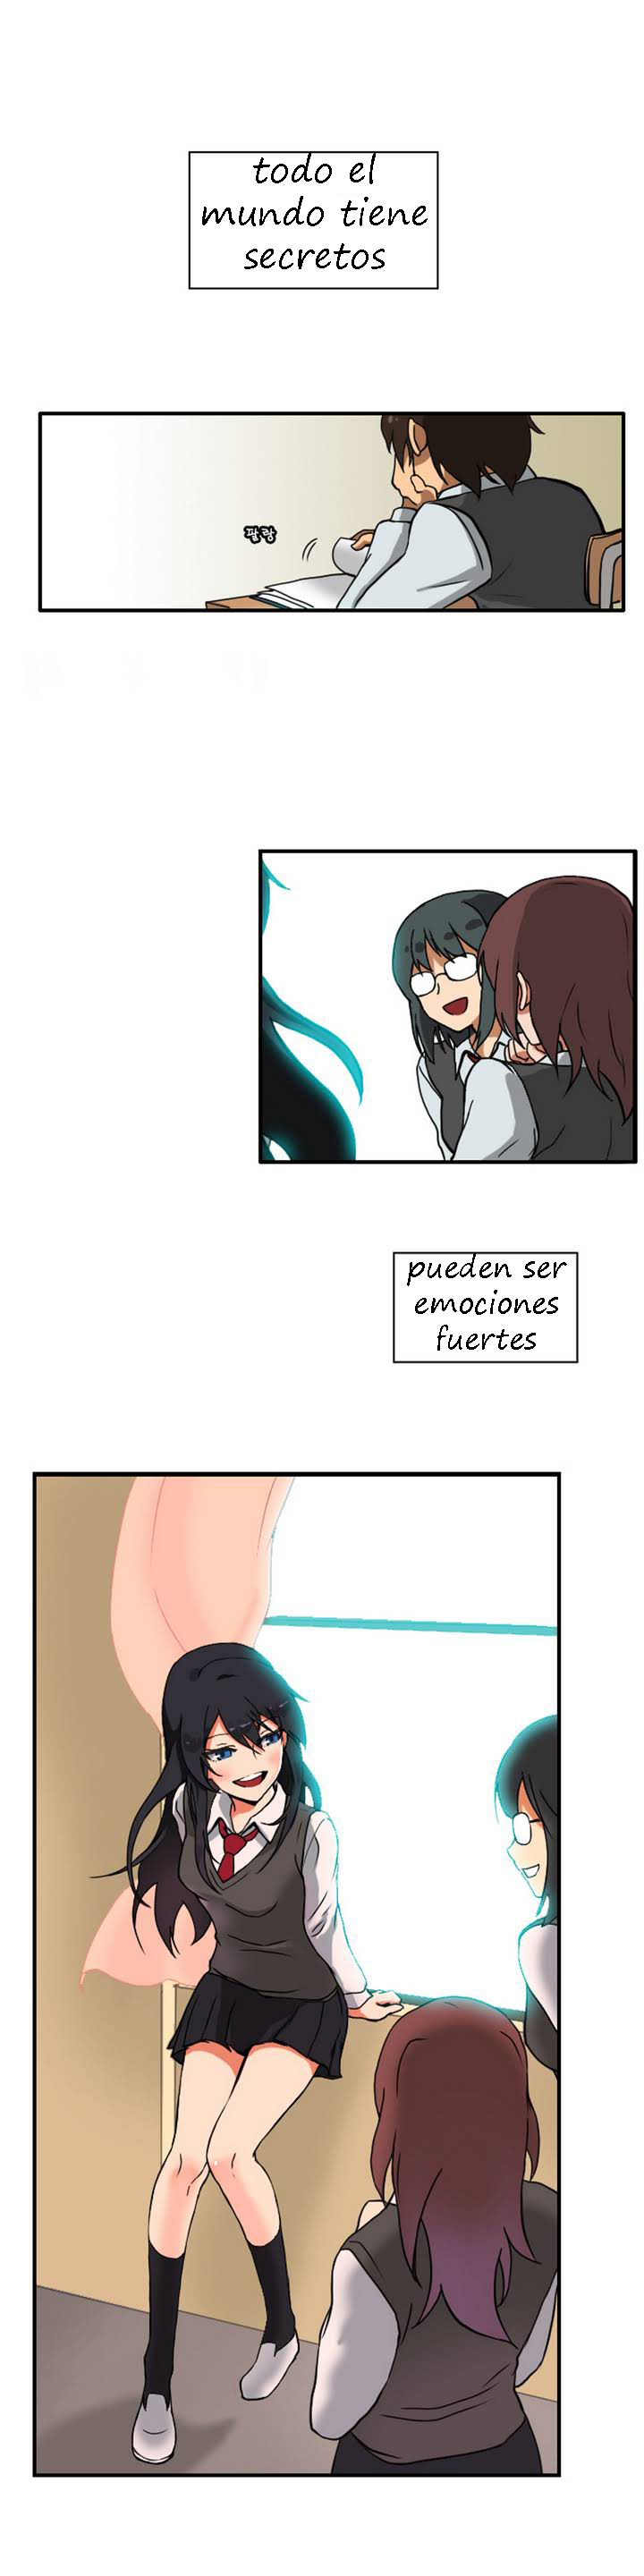 todo el
mundo tiene
secretos
팔랑
pueden ser
emociones
fuertes